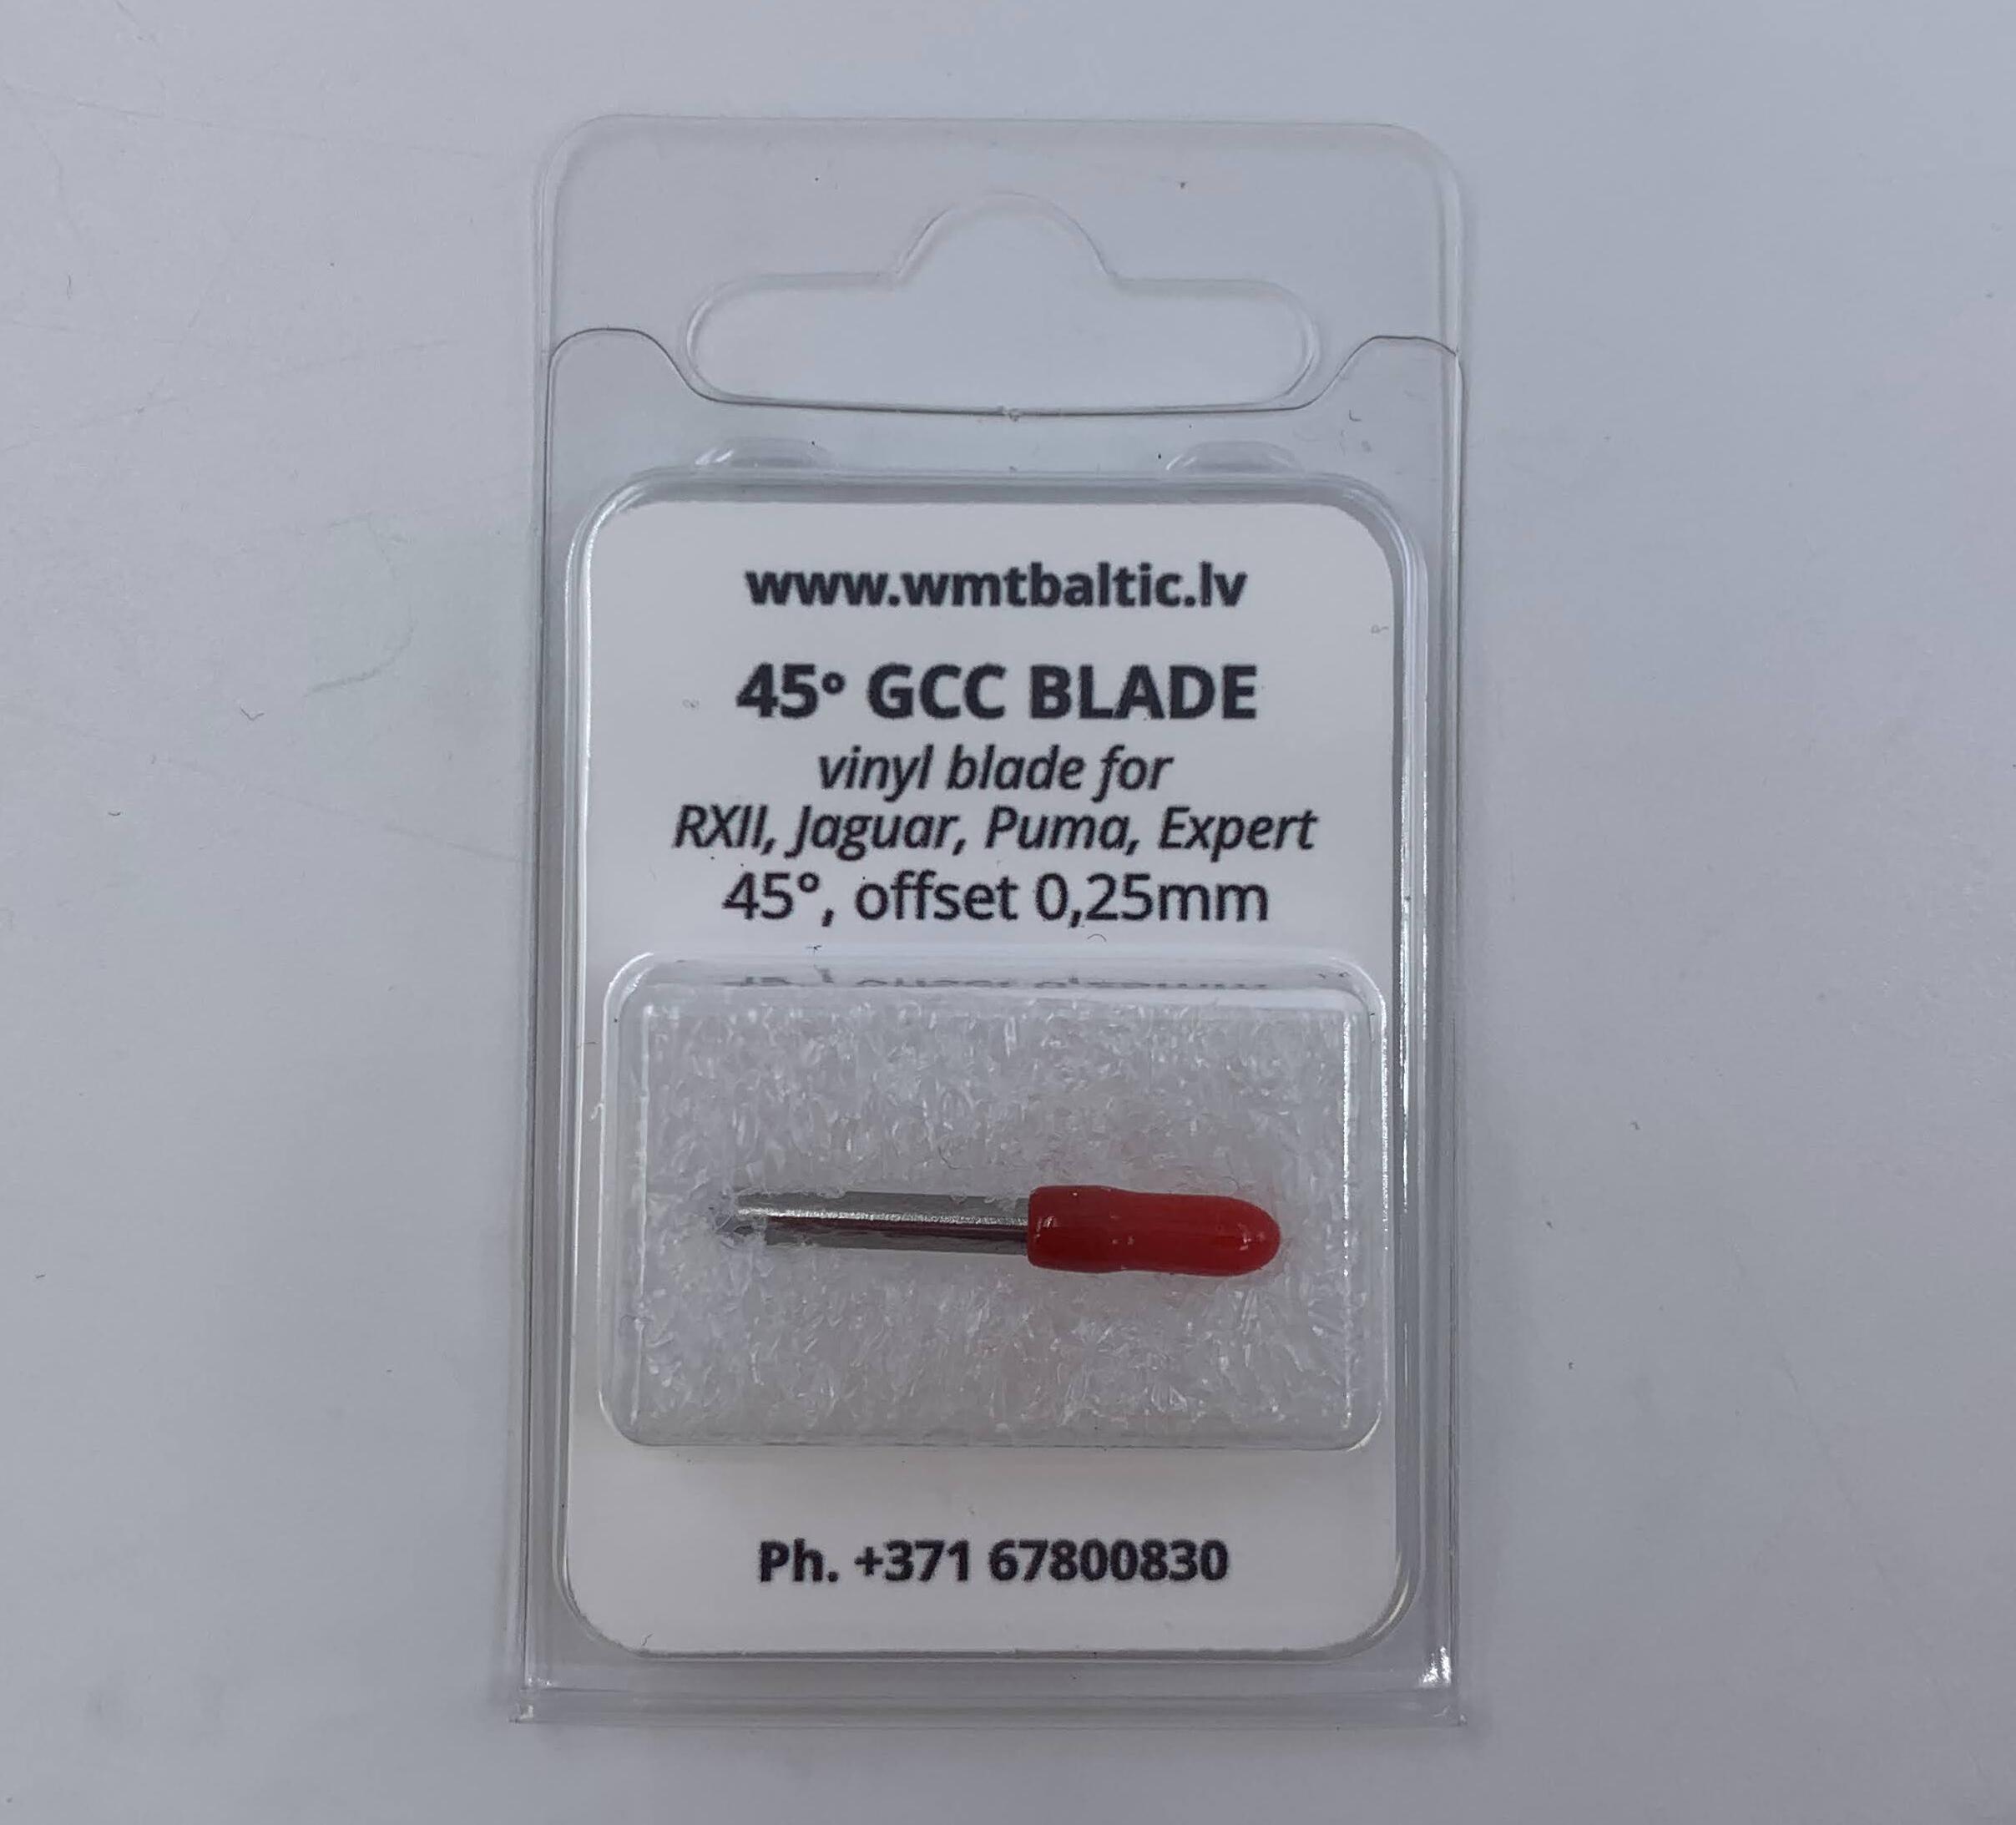 www.wmtbaltic.lv
45° GCC BLADE
vinyl blade for
RXII, Jaguar, Puma, Expert
45°, offset 0,25mm
Ph. +371 67800830